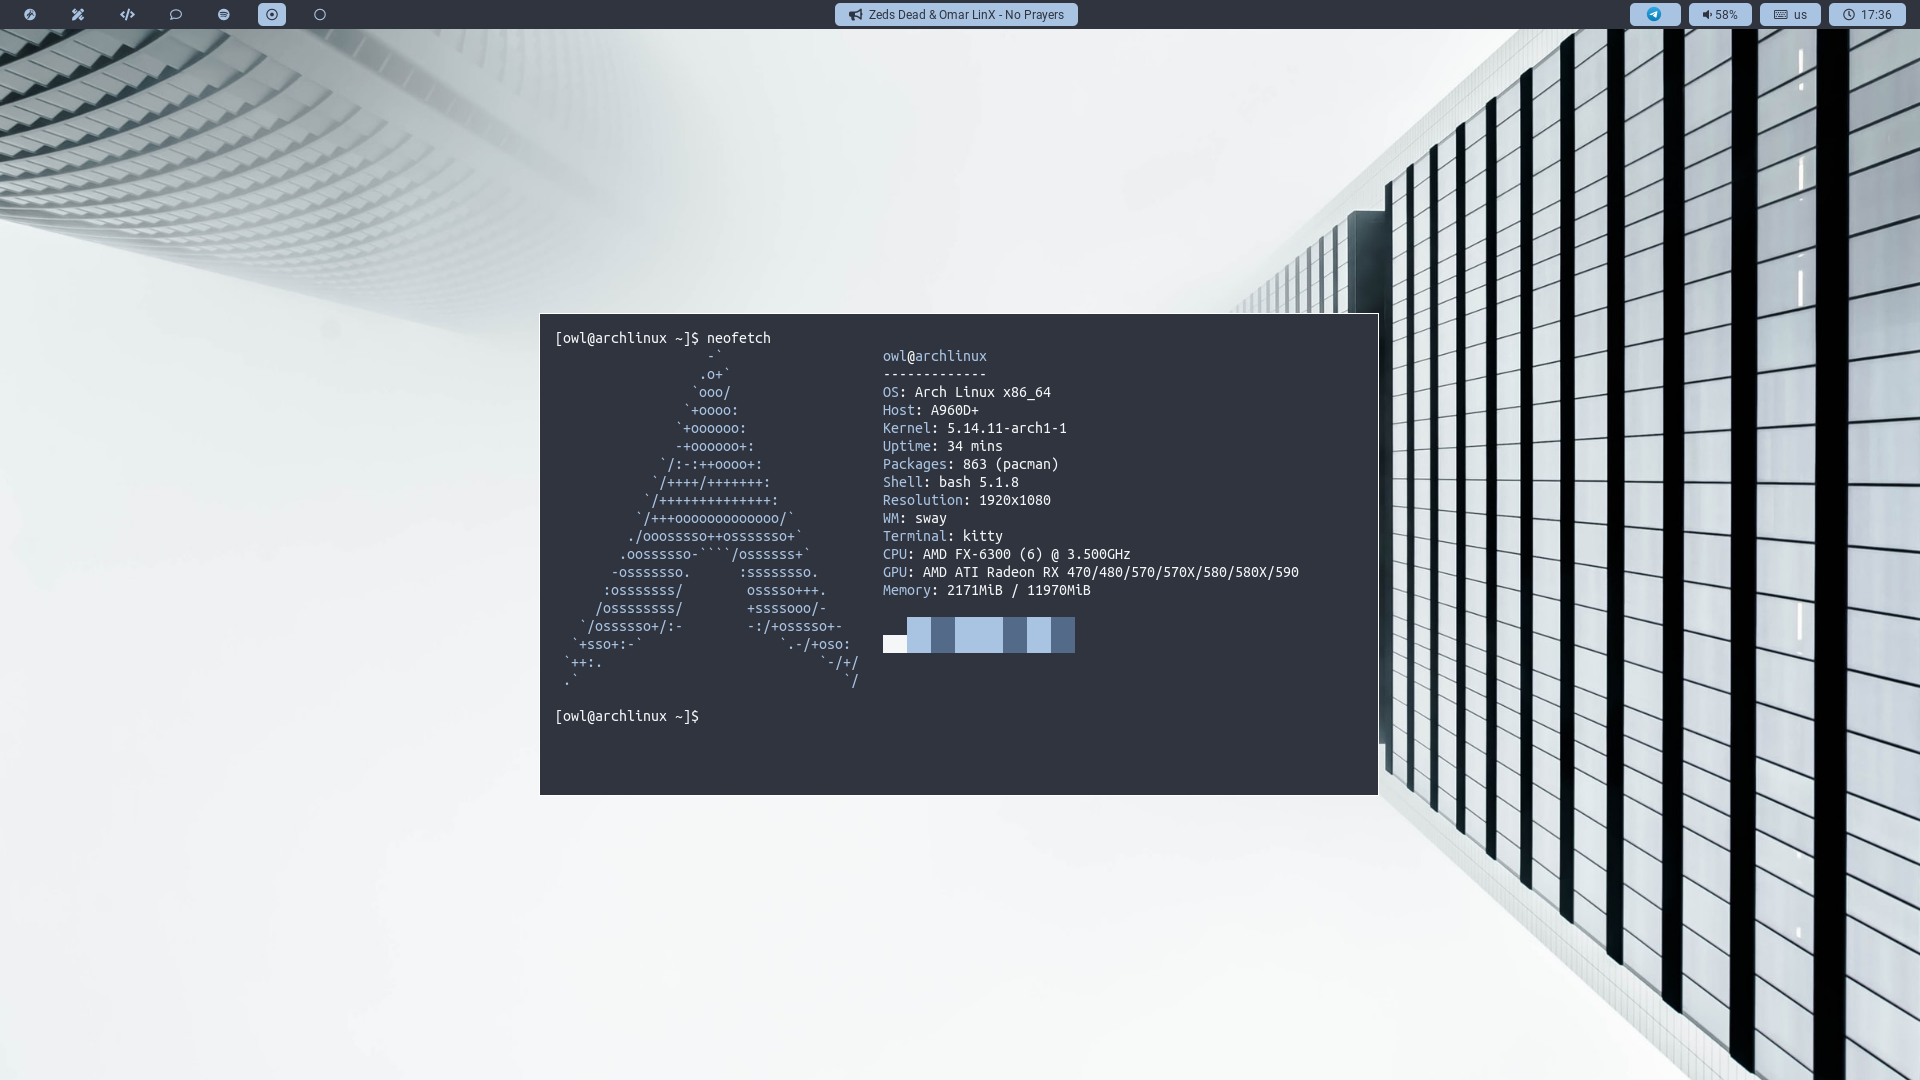 Zeds Dead & Omar LinX - No Prayers
58%
us
17:36
[owl@archlinux ~]$ neofetch
-`
.o+`
`ooo/
`+oooo:
`+oooooo:
-+oooooo+:
`/:-:++oooo+:
`/++++/+++++++:
`/++++++++++++++:
`/+++ooooooooooooo/`
./ooosssso++osssssso+`
.oossssso-````/ossssss+`
-osssssso. :ssssssso.
:osssssss/ osssso+++.
/ossssssss/ +ssssooo/-
`/ossssso+/:- -:/+osssso+-
`+sso+:-` `.-/+oso:
`++:. `-/+/
.` `/
owl@archlinux
-------------
OS: Arch Linux x86_64
Host: A960D+
Kernel: 5.14.11-arch1-1
Uptime: 34 mins
Packages: 863 (pacman)
Shell: bash 5.1.8
Resolution: 1920x1080
WM: sway
Terminal: kitty
CPU: AMD FX-6300 (6) @ 3.500GHz
GPU: AMD ATI Radeon RX 470/480/570/570X/580/580X/590
Memory: 2171MiB / 11970MiB
[owl@archlinux ~]$